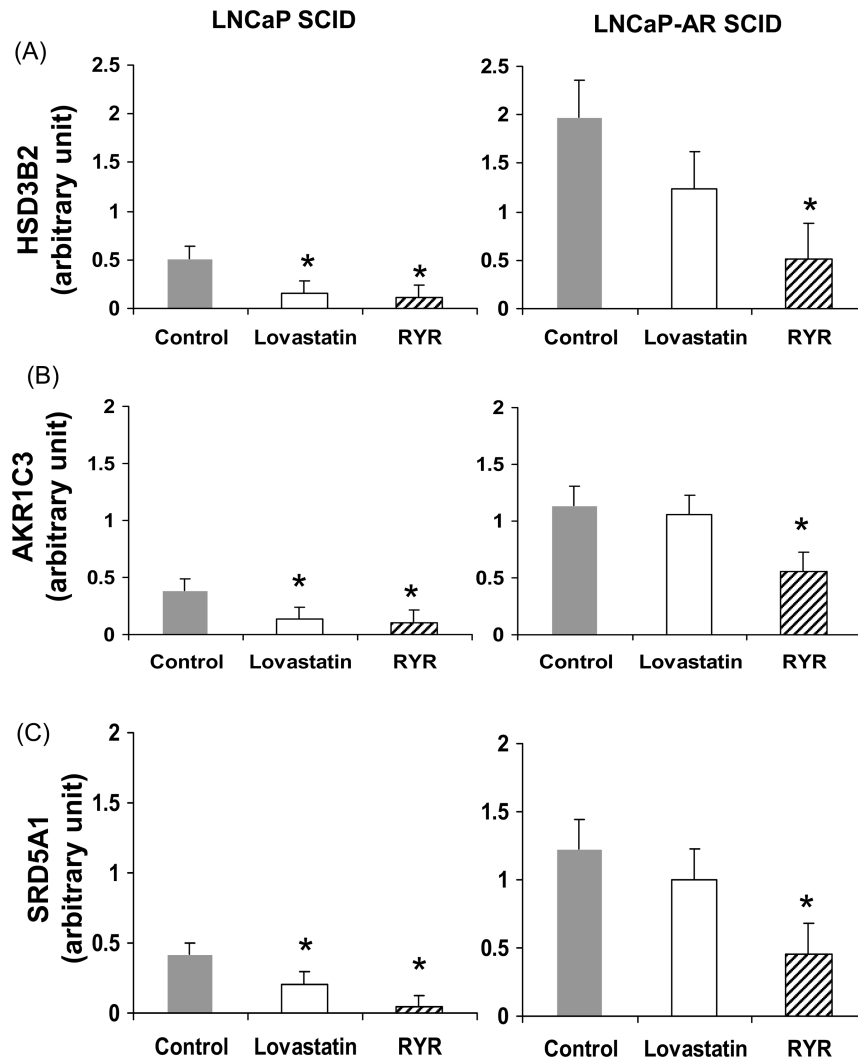 LNCaP SCID
LNCaP-AR SCID
(A)
HSD3B2
(arbitrary unit)
2.5
2
1.5
1
0.5
0
*
*
Control Lovastatin RYR
2.5
2
1.5
1
0.5
0
*
Control Lovastatin RYR
(B)
AKR1C3
(arbitrary unit)
2
1.5
1
0.5
0
*
*
Control Lovastatin RYR
2
1.5
1
0.5
0
*
Control Lovastatin RYR
(C)
SRD5A1
(arbitrary unit)
2
1.5
1
0.5
0
*
*
Control Lovastatin RYR
2
1.5
1
0.5
0
*
Control Lovastatin RYR